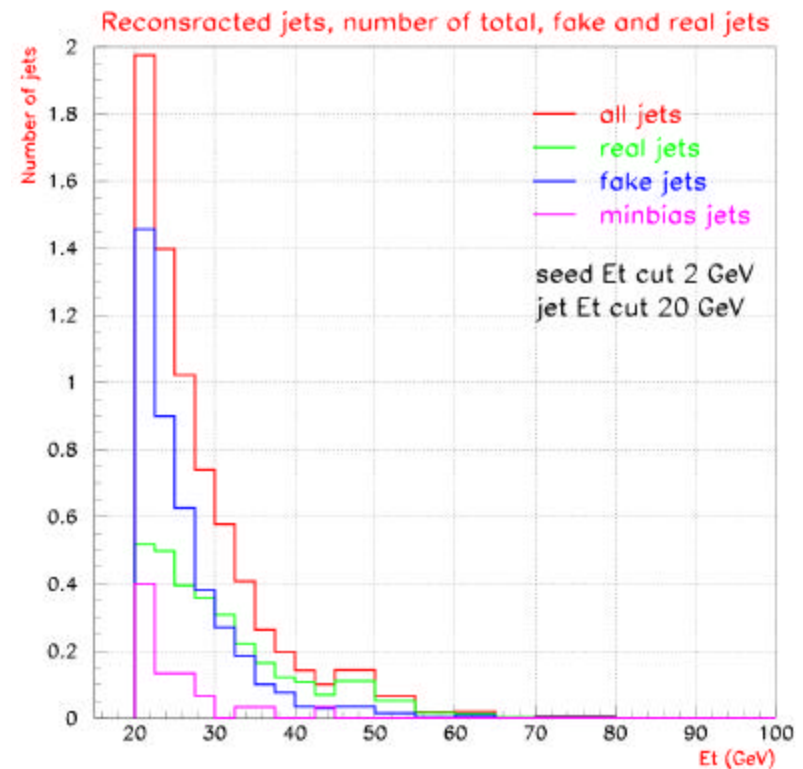 Reconsracted jets, number of total, fake and real jets
Number of jets
2
1.8
1.6
1.4
1.2
1
0.8
0.6
0.4
0.2
0
all jets
real jets
fake jets
minbias jets
seed Et cut 2 GeV
jet Et cut 20 GeV
20 30 40 50 60 70 80 90 100
Et (GeV)